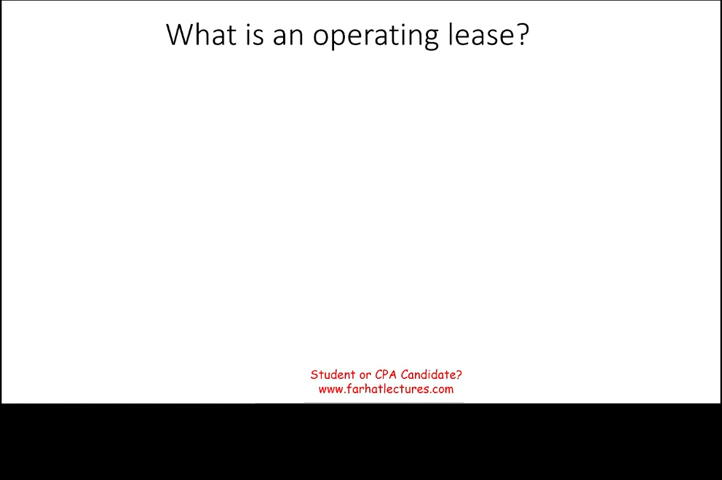 What is an operating lease?
Student or CPA Candidate?
www.farhatlectures.com